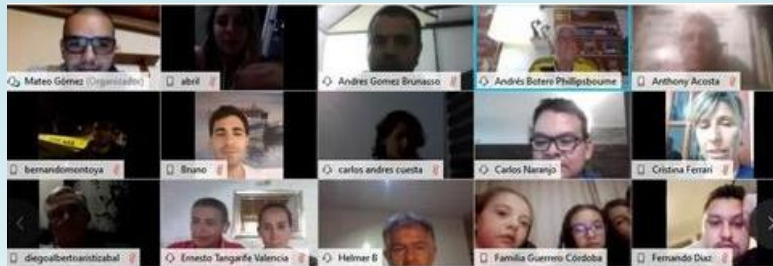 Mateo Gómez (Organizador)
abril
Andres Gomez Brunasso
Andrés Botero Phillipsbourne
Anthony Acosta
bernandomontoya
Bruno
carlos andres cuesta
Carlos Naranjo
Cristina Ferrari
diegoalbertoaristizabal
Ernesto Tangarife Valencia
Helmer B
Familia Guerrero Córdoba
Fernando Diaz